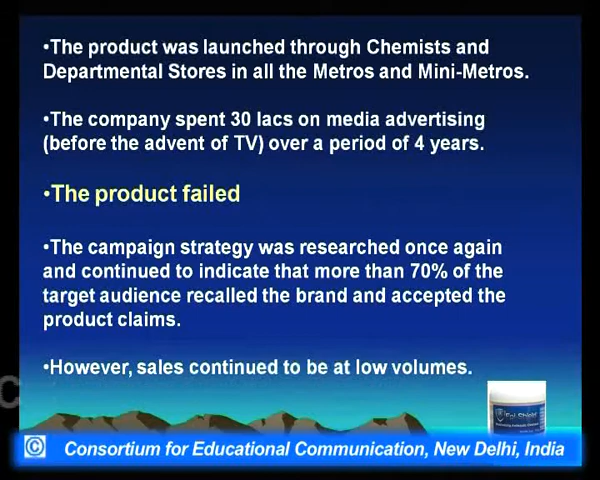 •The product was launched through Chemists and
Departmental Stores in all the Metros and Mini-Metros.
•The company spent 30 lacs on media advertising
(before the advent of TV) over a period of 4 years.
•The product failed
•The campaign strategy was researched once again
and continued to indicate that more than 70% of the
target audience recalled the brand and accepted the
product claims.
•However, sales continued to be at low volumes.
© Consortium for Educational Communication, New Delhi, India